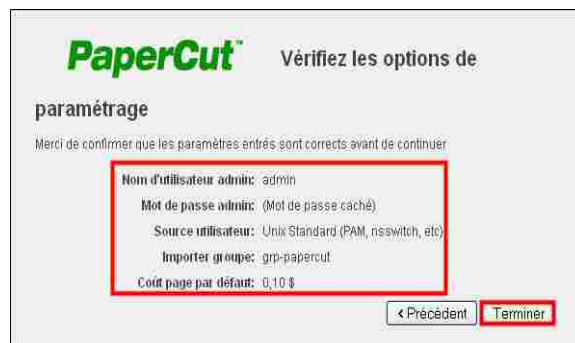 PaperCut™ Vérifiez les options de
paramétrage
Merci de confirmer que les paramètres entrés sont corrects avant de continuer
Nom d'utilisateur admin: admin
Mot de passe admin: (Mot de passe caché)
Source utilisateur: Unix Standard (PAM, nsswitch, etc)
Importer groupe: grp-papercut
Coût page par défaut: 0,10 $
< Précédent Terminer